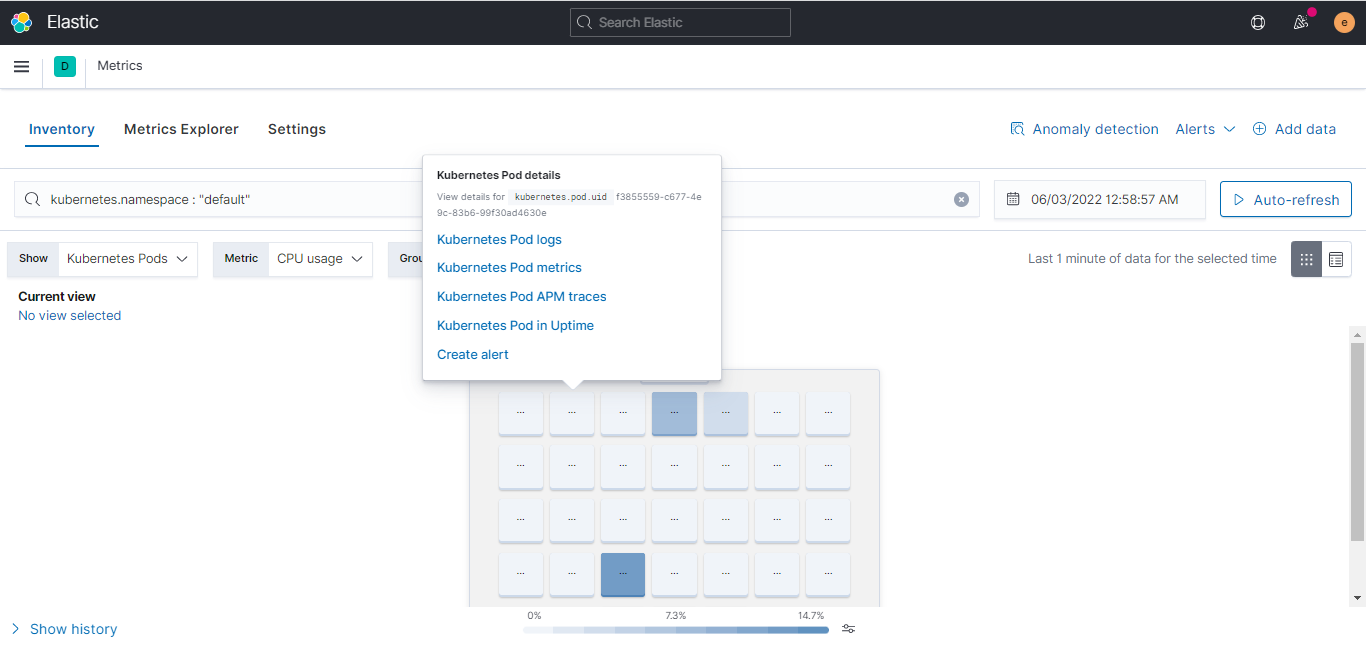 Elastic
Search Elastic
e
D
Metrics
Inventory
Metrics Explorer
Settings
Anomaly detection
Alerts
Add data
kubernetes.namespace : "default"
06/03/2022 12:58:57 AM
Auto-refresh
Kubernetes Pod details
View details for kubernetes.pod.uid f3855559-c677-4e
9c-83b6-99f30ad4630e
Kubernetes Pod logs
Kubernetes Pod metrics
Kubernetes Pod APM traces
Kubernetes Pod in Uptime
Create alert
Show
Kubernetes Pods
Metric
CPU usage
Grou
Last 1 minute of data for the selected time
Current view
No view selected
... ... ... ... ... ... ...
... ... ... ... ... ... ...
... ... ... ... ... ... ...
... ... ... ... ... ... ...
0% 7.3% 14.7%
Show history